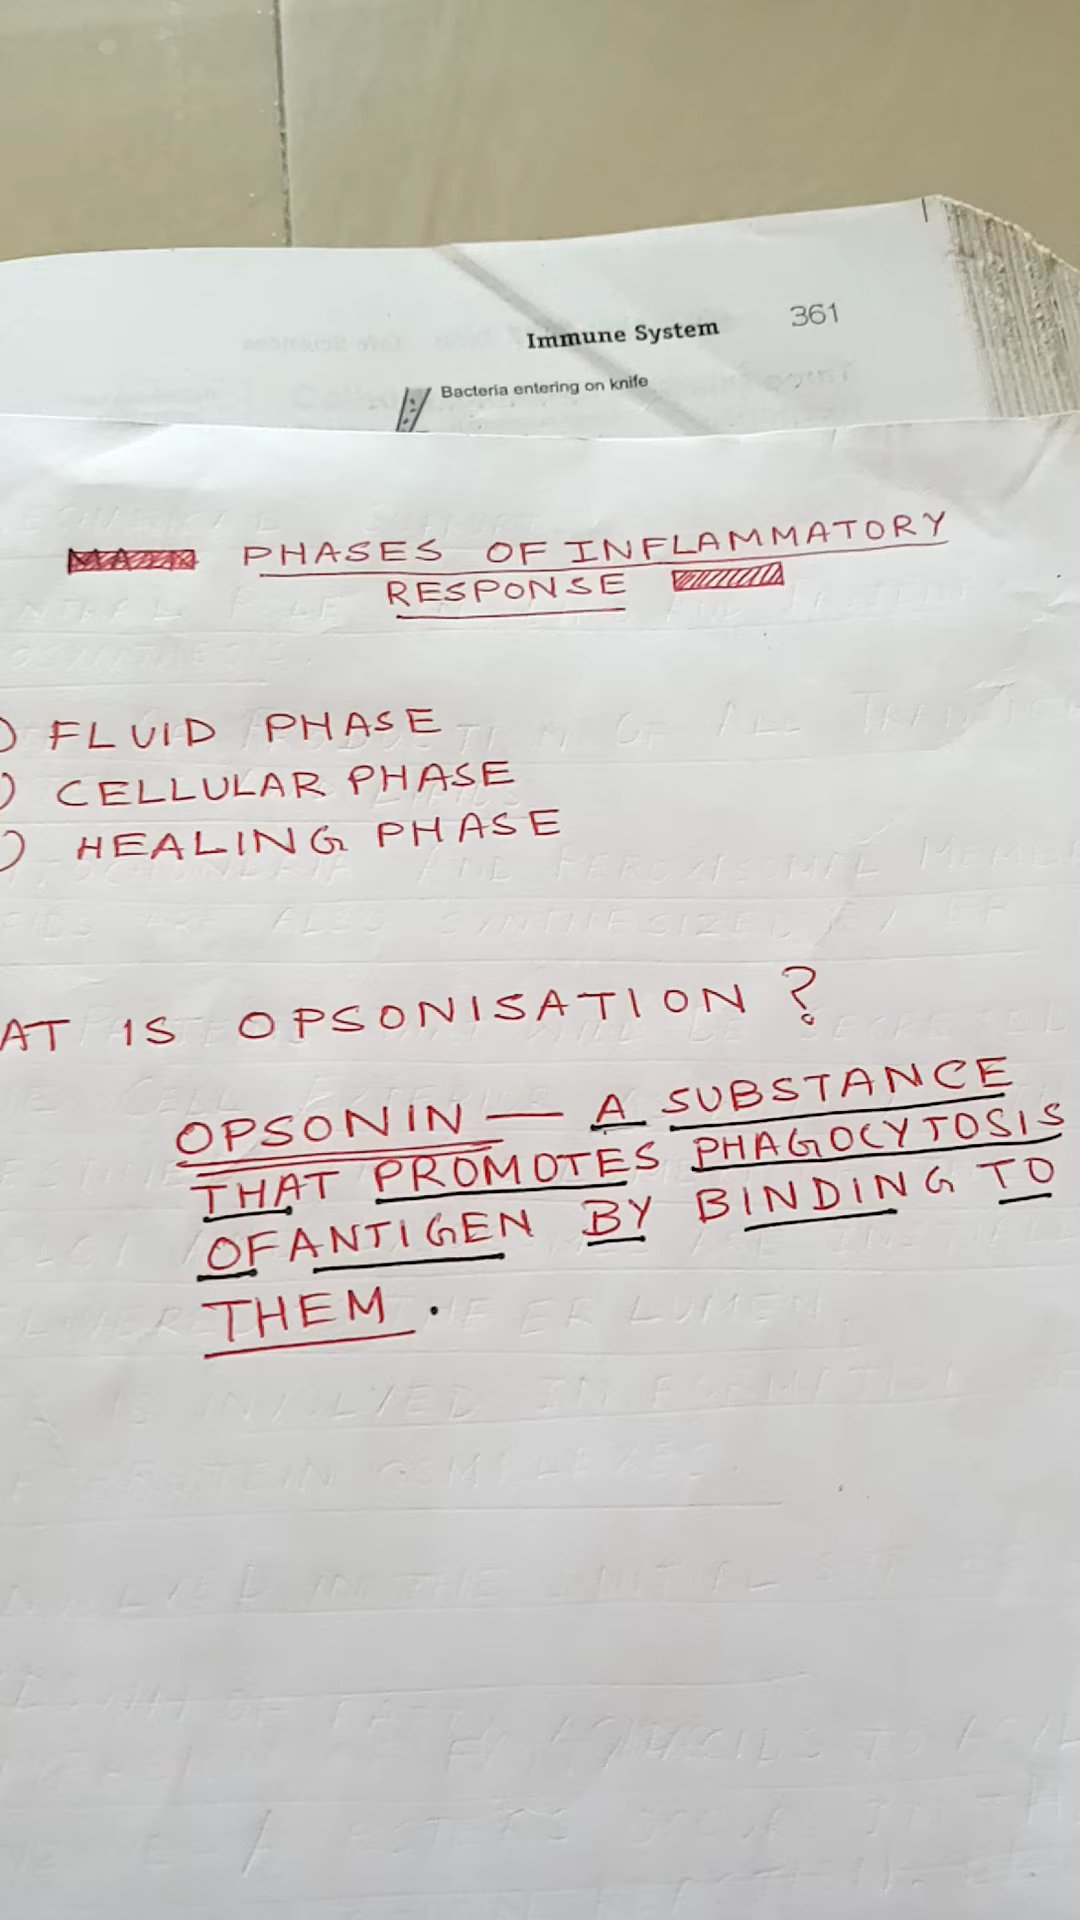 Immune System 361
Bacteria entering on knife
PHASES OF INFLAMMATORY
RESPONSE
) FLUID PHASE
) CELLULAR PHASE
) HEALING PHASE
AT IS OPSONISATION ?
OPSONIN — A SUBSTANCE
THAT PROMOTES PHAGOCYTOSIS
OF ANTIGEN BY BINDING TO
THEM .